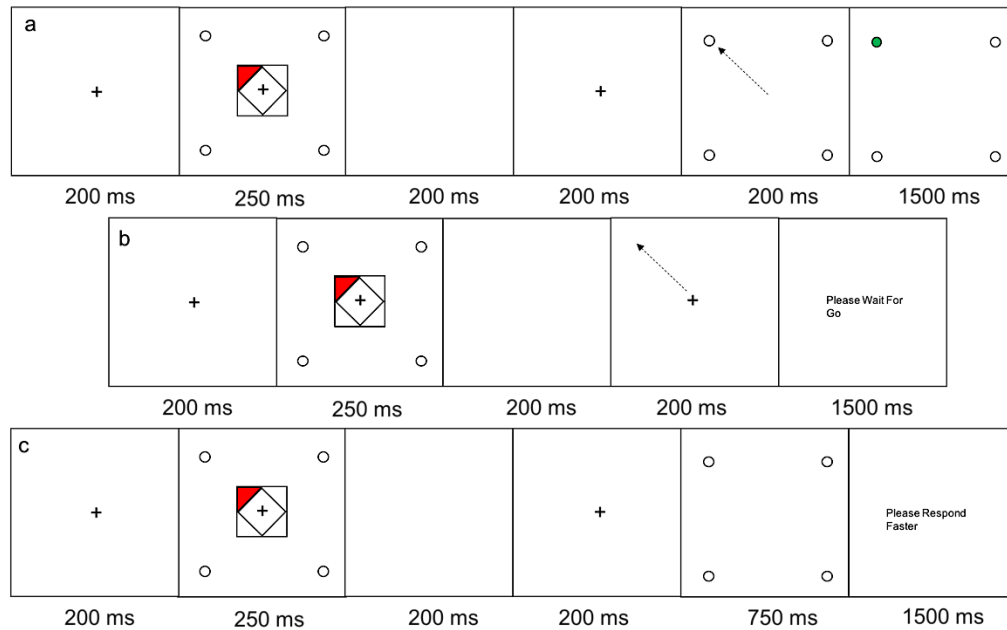 a
200 ms 250 ms 200 ms 200 ms 200 ms 1500 ms
b
Please Wait For
Go
200 ms 250 ms 200 ms 200 ms 1500 ms
c
Please Respond
Faster
200 ms 250 ms 200 ms 200 ms 750 ms 1500 ms